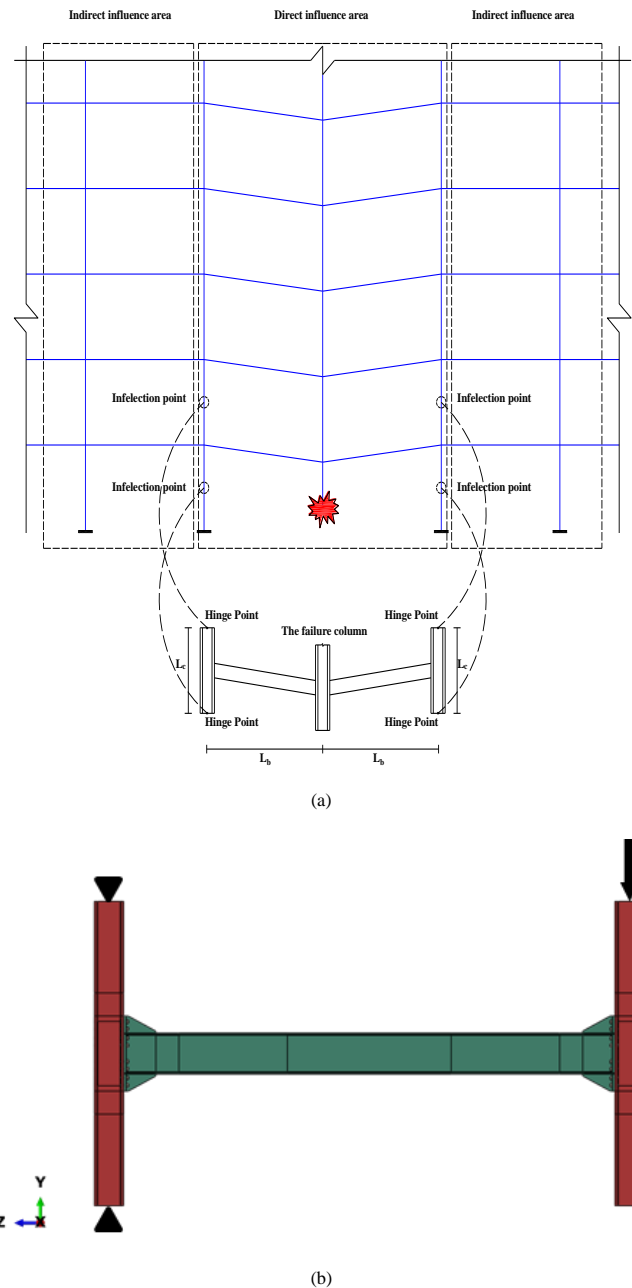 Indirect influence area Direct influence area Indirect influence area
Infelection point Infelection point
Infelection point Infelection point
Hinge Point Hinge Point
The failure column
Lc Lc
Hinge Point Hinge Point
Lb Lb
(a)
Y
Z X
(b)